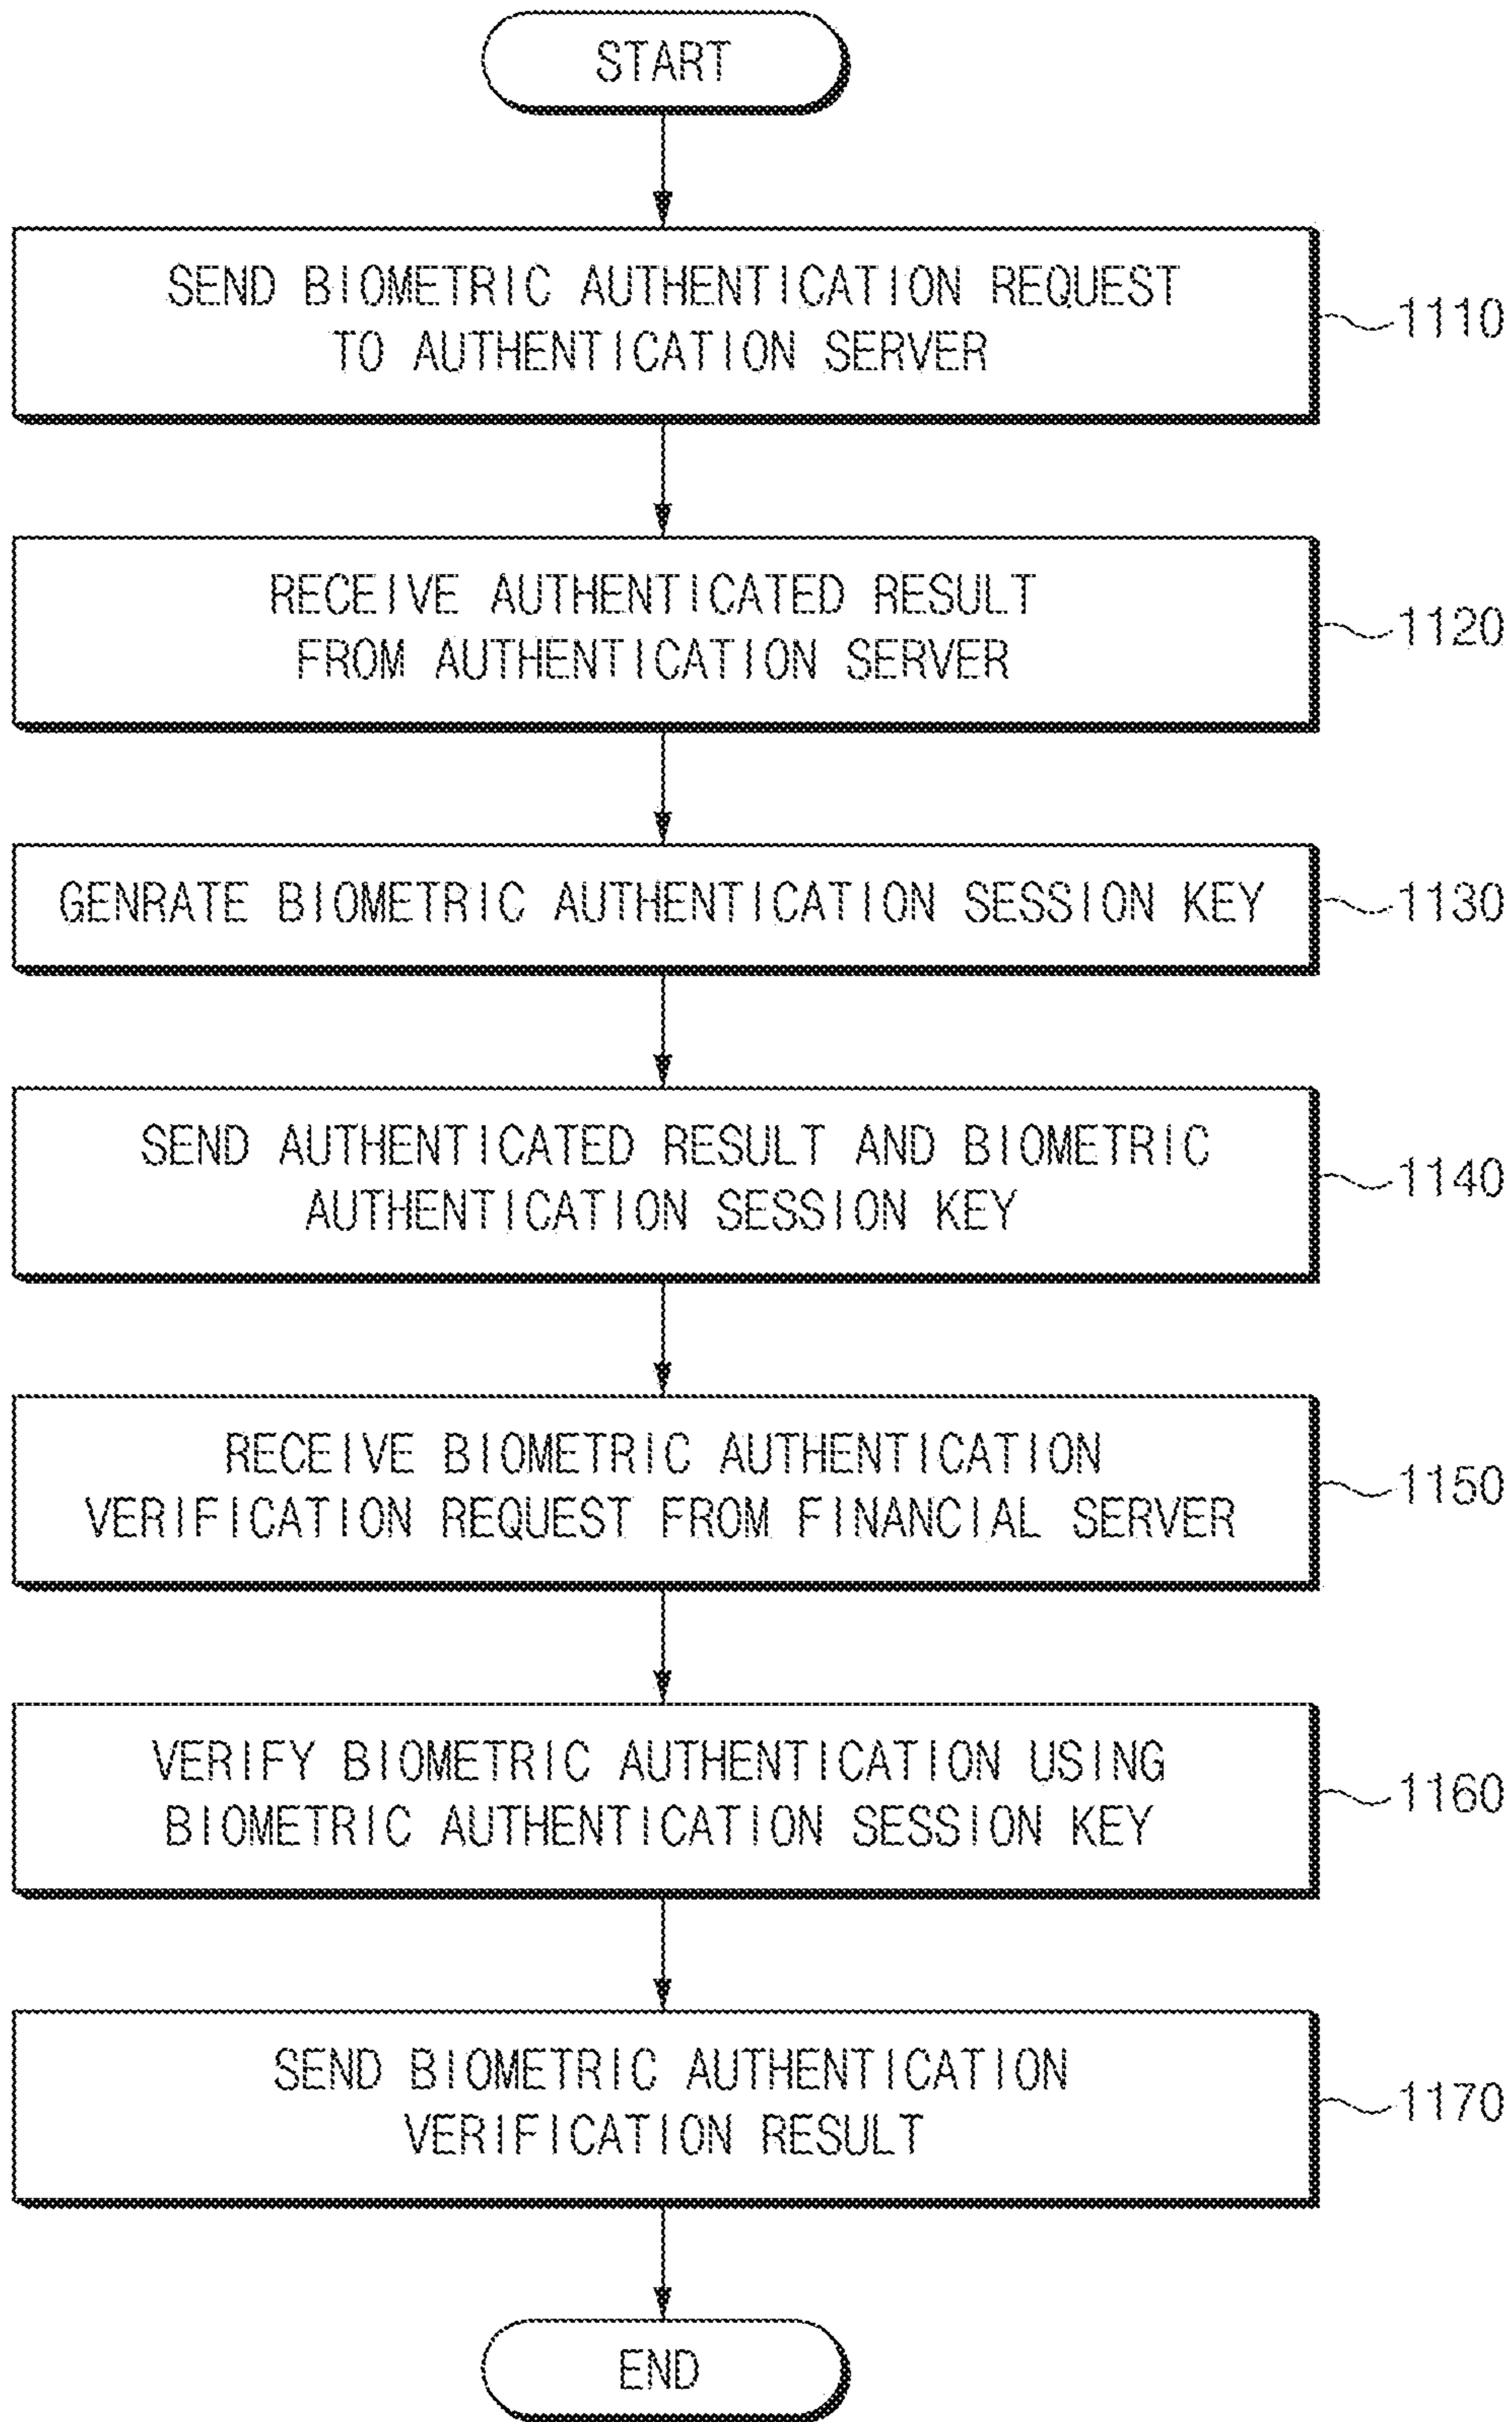 START
SEND BIOMETRIC AUTHENTICATION REQUEST
TO AUTHENTICATION SERVER
1110
RECEIVE AUTHENTICATED RESULT
FROM AUTHENTICATION SERVER
1120
GENRATE BIOMETRIC AUTHENTICATION SESSION KEY
1130
SEND AUTHENTICATED RESULT AND BIOMETRIC
AUTHENTICATION SESSION KEY
1140
RECEIVE BIOMETRIC AUTHENTICATION
VERIFICATION REQUEST FROM FINANCIAL SERVER
1150
VERIFY BIOMETRIC AUTHENTICATION USING
BIOMETRIC AUTHENTICATION SESSION KEY
1160
SEND BIOMETRIC AUTHENTICATION
VERIFICATION RESULT
1170
END